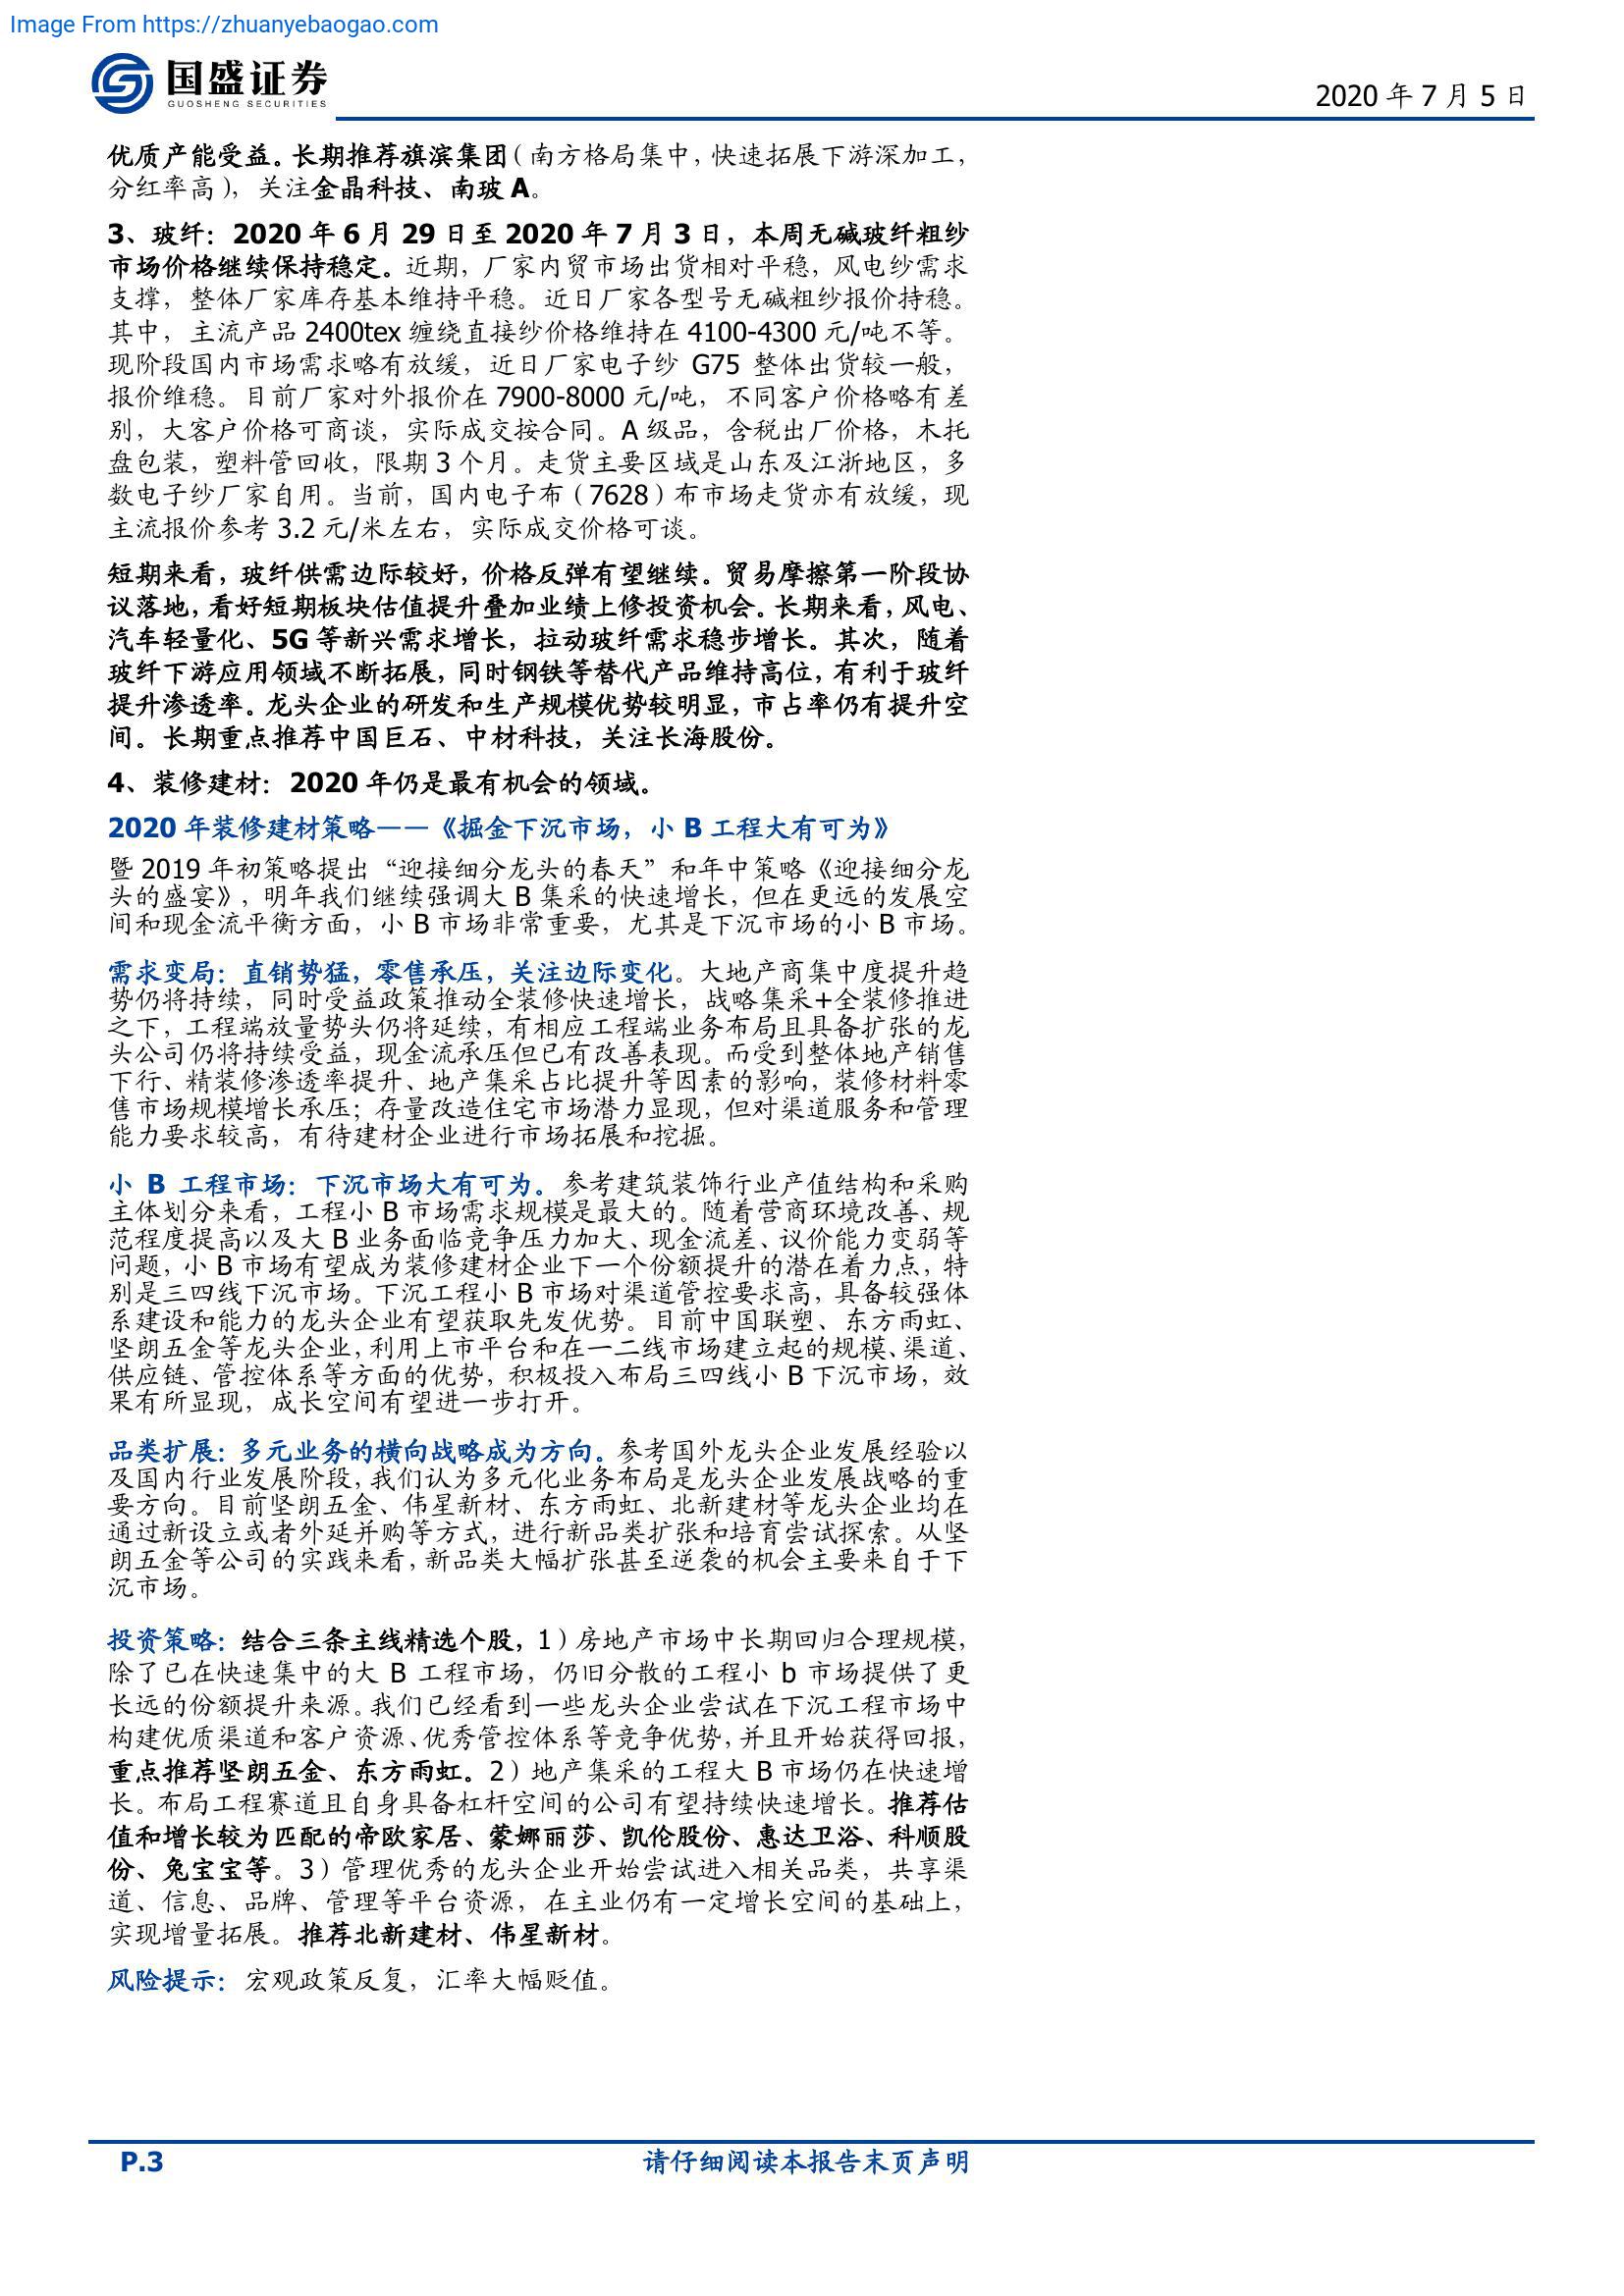 Image From https://zhuanyebaogao.com
国盛证券
GUOSHENG SECURITIES
2020 年 7 月 5 日
优质产能受益。长期推荐旗滨集团（南方格局集中，快速拓展下游深加工，
分红率高），关注金晶科技、南玻 A。
3、玻纤：2020 年 6 月 29 日至 2020 年 7 月 3 日，本周无碱玻纤粗纱
市场价格继续保持稳定。近期，厂家内贸市场出货相对平稳，风电纱需求
支撑，整体厂家库存基本维持平稳。近日厂家各型号无碱粗纱报价持稳。
其中，主流产品 2400tex 缠绕直接纱价格维持在 4100-4300 元/吨不等。
现阶段国内市场需求略有放缓，近日厂家电子纱 G75 整体出货较一般，
报价维稳。目前厂家对外报价在 7900-8000 元/吨，不同客户价格略有差
别，大客户价格可商谈，实际成交按合同。A 级品，含税出厂价格，木托
盘包装，塑料管回收，限期 3 个月。走货主要区域是山东及江浙地区，多
数电子纱厂家自用。当前，国内电子布（7628）布市场走货亦有放缓，现
主流报价参考 3.2 元/米左右，实际成交价格可谈。
短期来看，玻纤供需边际较好，价格反弹有望继续。贸易摩擦第一阶段协
议落地，看好短期板块估值提升叠加业绩上修投资机会。长期来看，风电、
汽车轻量化、5G 等新兴需求增长，拉动玻纤需求稳步增长。其次，随着
玻纤下游应用领域不断拓展，同时钢铁等替代产品维持高位，有利于玻纤
提升渗透率。龙头企业的研发和生产规模优势较明显，市占率仍有提升空
间。长期重点推荐中国巨石、中材科技，关注长海股份。
4、装修建材：2020 年仍是最有机会的领域。
2020 年装修建材策略——《掘金下沉市场，小 B 工程大有可为》
暨 2019 年初策略提出“迎接细分龙头的春天”和年中策略《迎接细分龙
头的盛宴》，明年我们继续强调大 B 集采的快速增长，但在更远的发展空
间和现金流平衡方面，小 B 市场非常重要，尤其是下沉市场的小 B 市场。
需求变局：直销势猛，零售承压，关注边际变化。大地产商集中度提升趋
势仍将持续，同时受益政策推动全装修快速增长，战略集采+全装修推进
之下，工程端放量势头仍将延续，有相应工程端业务布局且具备扩张的龙
头公司仍将持续受益，现金流承压但已有改善表现。而受到整体地产销售
下行、精装修渗透率提升、地产集采占比提升等因素的影响，装修材料零
售市场规模增长承压；存量改造住宅市场潜力显现，但对渠道服务和管理
能力要求较高，有待建材企业进行市场拓展和挖掘。
小 B 工程市场：下沉市场大有可为。参考建筑装饰行业产值结构和采购
主体划分来看，工程小 B 市场需求规模是最大的。随着营商环境改善、规
范程度提高以及大 B 业务面临竞争压力加大、现金流差、议价能力变弱等
问题，小 B 市场有望成为装修建材企业下一个份额提升的潜在着力点，特
别是三四线下沉市场。下沉工程小 B 市场对渠道管控要求高，具备较强体
系建设和能力的龙头企业有望获取先发优势。目前中国联塑、东方雨虹、
坚朗五金等龙头企业，利用上市平台和在一二线市场建立起的规模、渠道、
供应链、管控体系等方面的优势，积极投入布局三四线小 B 下沉市场，效
果有所显现，成长空间有望进一步打开。
品类扩展：多元业务的横向战略成为方向。参考国外龙头企业发展经验以
及国内行业发展阶段，我们认为多元化业务布局是龙头企业发展战略的重
要方向。目前坚朗五金、伟星新材、东方雨虹、北新建材等龙头企业均在
通过新设立或者外延并购等方式，进行新品类扩张和培育尝试探索。从坚
朗五金等公司的实践来看，新品类大幅扩张甚至逆袭的机会主要来自于下
沉市场。
投资策略：结合三条主线精选个股，1）房地产市场中长期回归合理规模，
除了已在快速集中的大 B 工程市场，仍旧分散的工程小 b 市场提供了更
长远的份额提升来源。我们已经看到一些龙头企业尝试在下沉工程市场中
构建优质渠道和客户资源、优秀管控体系等竞争优势，并且开始获得回报，
重点推荐坚朗五金、东方雨虹。2）地产集采的工程大 B 市场仍在快速增
长。布局工程赛道且自身具备杠杆空间的公司有望持续快速增长。推荐估
值和增长较为匹配的帝欧家居、蒙娜丽莎、凯伦股份、惠达卫浴、科顺股
份、兔宝宝等。3）管理优秀的龙头企业开始尝试进入相关品类，共享渠
道、信息、品牌、管理等平台资源，在主业仍有一定增长空间的基础上，
实现增量拓展。推荐北新建材、伟星新材。
风险提示：宏观政策反复，汇率大幅贬值。
P.3
请仔细阅读本报告末页声明